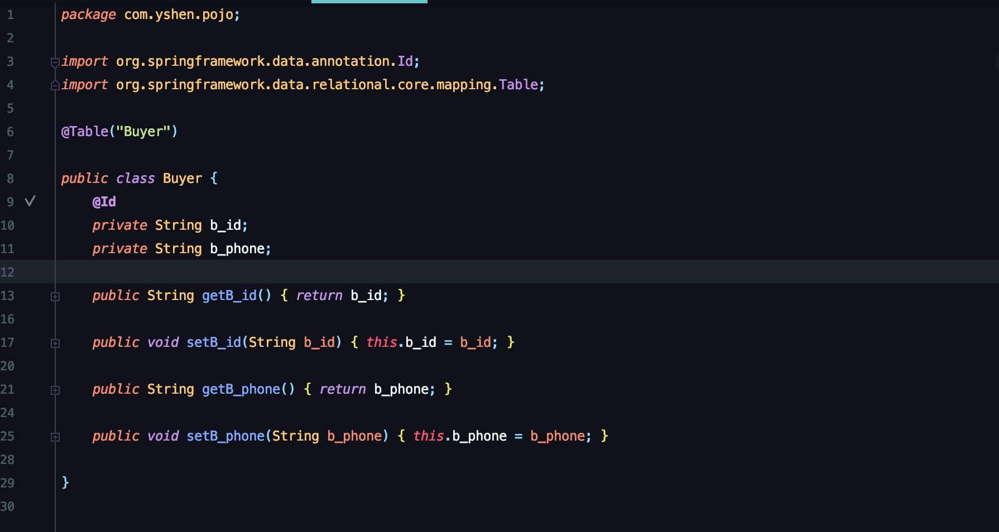 1 package com.yshen.pojo;
2
3 import org.springframework.data.annotation.Id;
4 import org.springframework.data.relational.core.mapping.Table;
5
6 @Table("Buyer")
7
8 public class Buyer {
9 @Id
10 private String b_id;
11 private String b_phone;
12
13 public String getB_id() { return b_id; }
16
17 public void setB_id(String b_id) { this.b_id = b_id; }
20
21 public String getB_phone() { return b_phone; }
24
25 public void setB_phone(String b_phone) { this.b_phone = b_phone; }
28
29 }
30